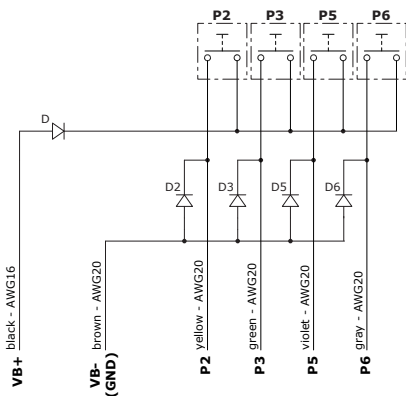 P2 P3 P5 P6
D
D2 D3 D5 D6
black - AWG16
VB+
brown - AWG20
VB-
(GND)
yellow - AWG20
P2
green - AWG20
P3
violet - AWG20
P5
gray - AWG20
P6